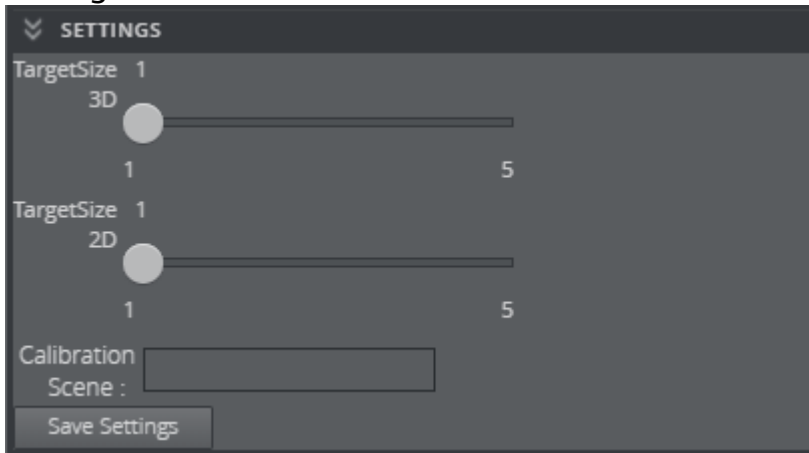 SETTINGS
TargetSize 1
3D
1 5
TargetSize 1
2D
1 5
Calibration
Scene :
Save Settings